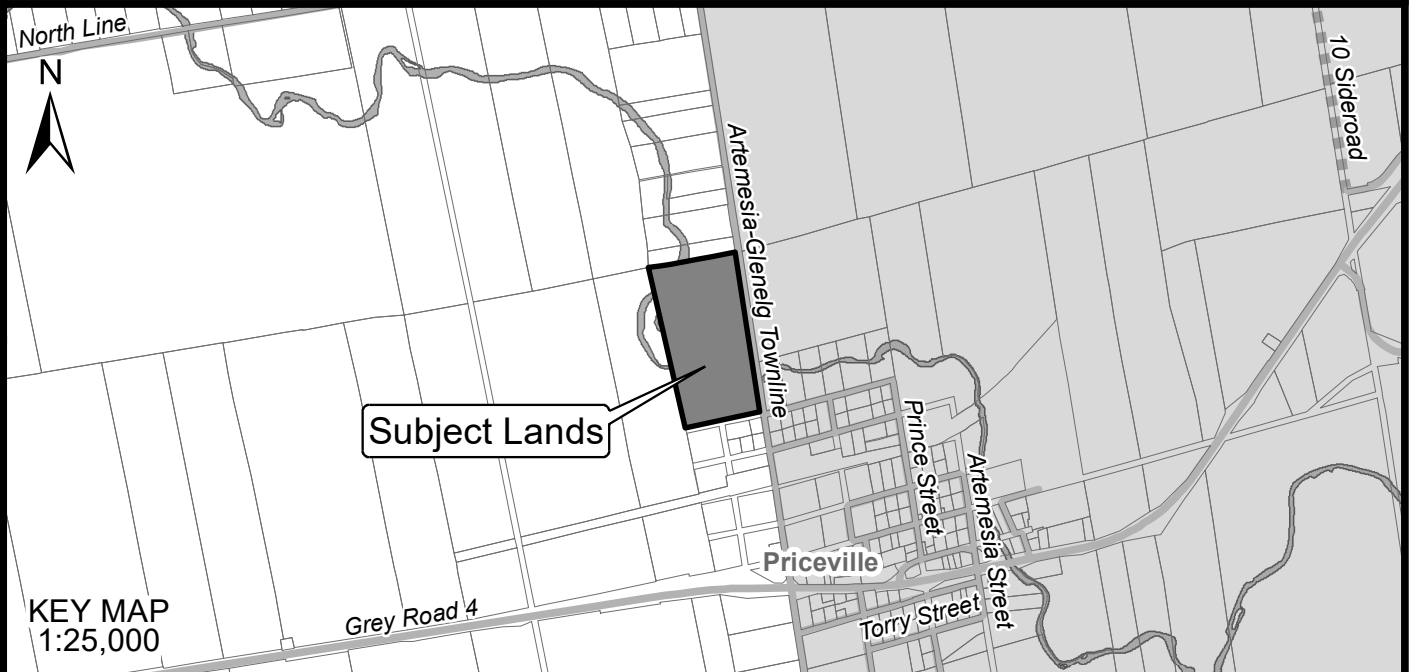 North Line
N
10 Sideroad
Artemesia-Glenelg Townline
Subject Lands
Prince Street
Artemesia Street
Priceville
KEY MAP
1:25,000
Grey Road 4
Torry Street